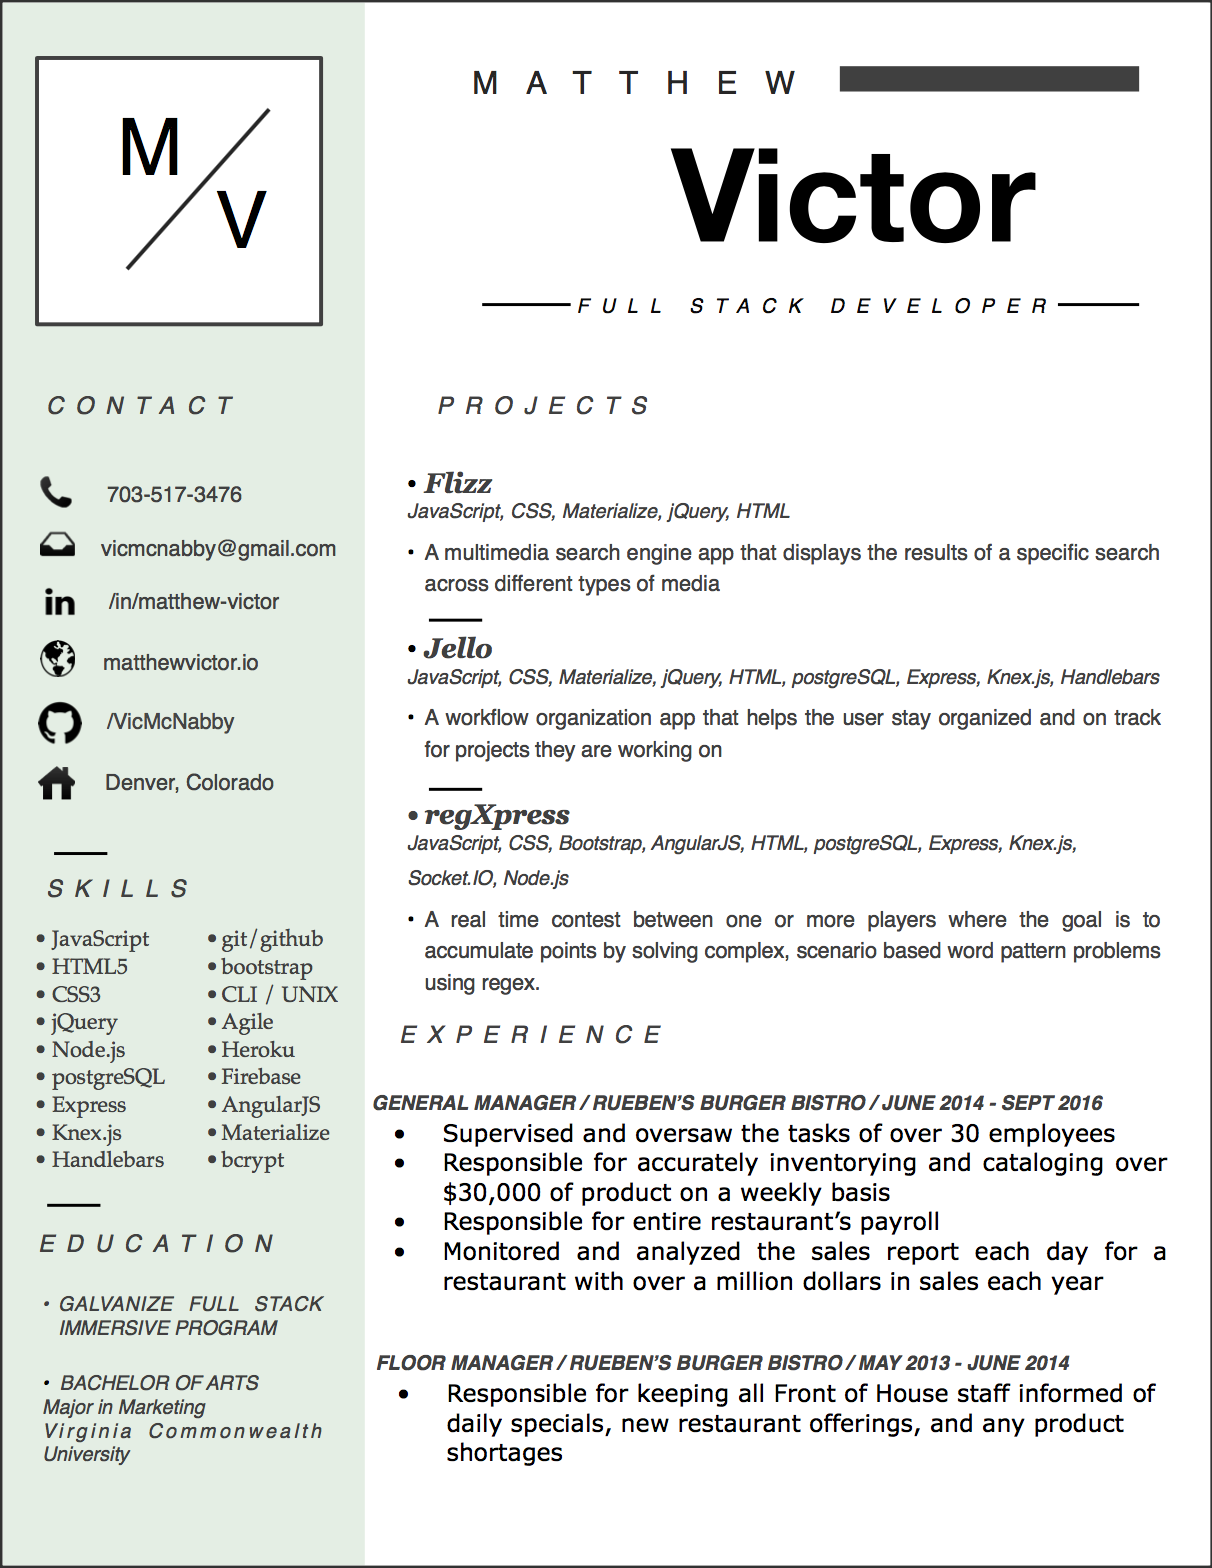 M
V
MATTHEW
Victor
FULL STACK DEVELOPER
CONTACT
703-517-3476
vicmcnabby@gmail.com
in /in/matthew-victor
matthewvictor.io
/VicMcNabby
Denver, Colorado
SKILLS
• JavaScript
• HTML5
• CSS3
• jQuery
• Node.js
• postgreSQL
• Express
• Knex.js
• Handlebars
• git/github
• bootstrap
• CLI / UNIX
• Agile
• Heroku
• Firebase
• AngularJS
• Materialize
• bcrypt
EDUCATION
• GALVANIZE FULL STACK
IMMERSIVE PROGRAM
• BACHELOR OF ARTS
Major in Marketing
Virginia Commonwealth
University
PROJECTS
• Flizz
JavaScript, CSS, Materialize, jQuery, HTML
• A multimedia search engine app that displays the results of a specific search
across different types of media
• Jello
JavaScript, CSS, Materialize, jQuery, HTML, postgreSQL, Express, Knex.js, Handlebars
• A workflow organization app that helps the user stay organized and on track
for projects they are working on
• regXpress
JavaScript, CSS, Bootstrap, AngularJS, HTML, postgreSQL, Express, Knex.js,
Socket.IO, Node.js
• A real time contest between one or more players where the goal is to
accumulate points by solving complex, scenario based word pattern problems
using regex.
EXPERIENCE
GENERAL MANAGER / RUEBEN'S BURGER BISTRO / JUNE 2014 - SEPT 2016
• Supervised and oversaw the tasks of over 30 employees
• Responsible for accurately inventorying and cataloging over
$30,000 of product on a weekly basis
• Responsible for entire restaurant's payroll
• Monitored and analyzed the sales report each day for a
restaurant with over a million dollars in sales each year
FLOOR MANAGER / RUEBEN'S BURGER BISTRO / MAY 2013 - JUNE 2014
• Responsible for keeping all Front of House staff informed of
daily specials, new restaurant offerings, and any product
shortages